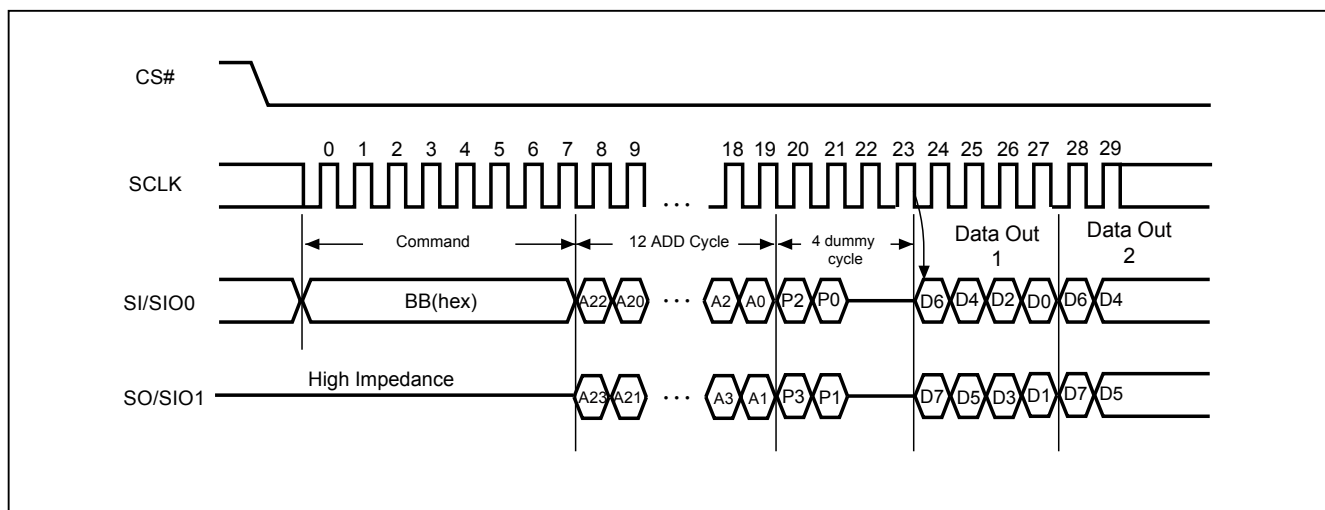 CS#
0 1 2 3 4 5 6 7 8 9 18 19 20 21 22 23 24 25 26 27 28 29
SCLK
...
Command 12 ADD Cycle 4 dummy cycle Data Out 1 Data Out 2
SI/SIO0 BB(hex) A22 A20 ... A2 A0 P2 P0 D6 D4 D2 D0 D6 D4
High Impedance
SO/SIO1 A23 A21 ... A3 A1 P3 P1 D7 D5 D3 D1 D7 D5